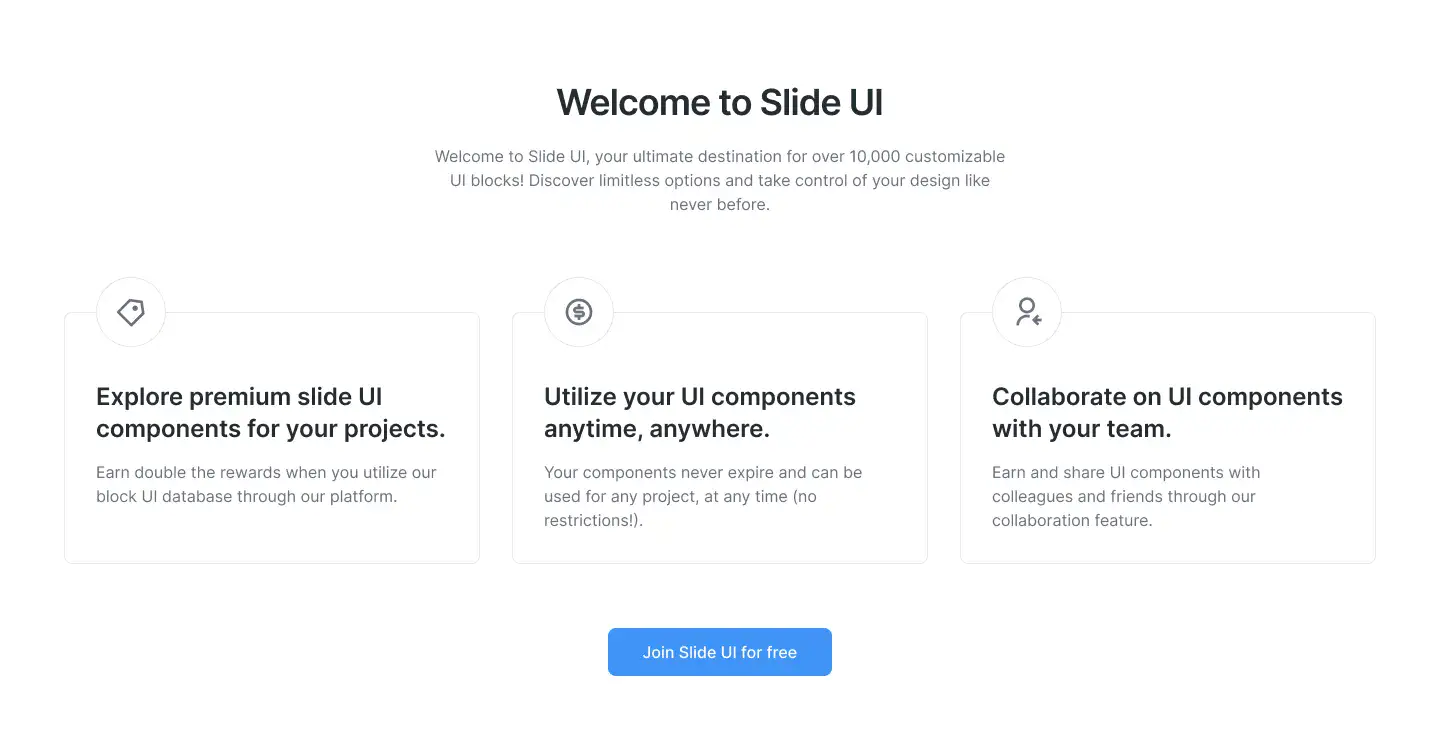 Welcome to Slide UI
Welcome to Slide UI, your ultimate destination for over 10,000 customizable
UI blocks! Discover limitless options and take control of your design like
never before.
Explore premium slide UI
components for your projects.
Earn double the rewards when you utilize our
block UI database through our platform.
Utilize your UI components
anytime, anywhere.
Your components never expire and can be
used for any project, at any time (no
restrictions!).
Collaborate on UI components
with your team.
Earn and share UI components with
colleagues and friends through our
collaboration feature.
Join Slide UI for free